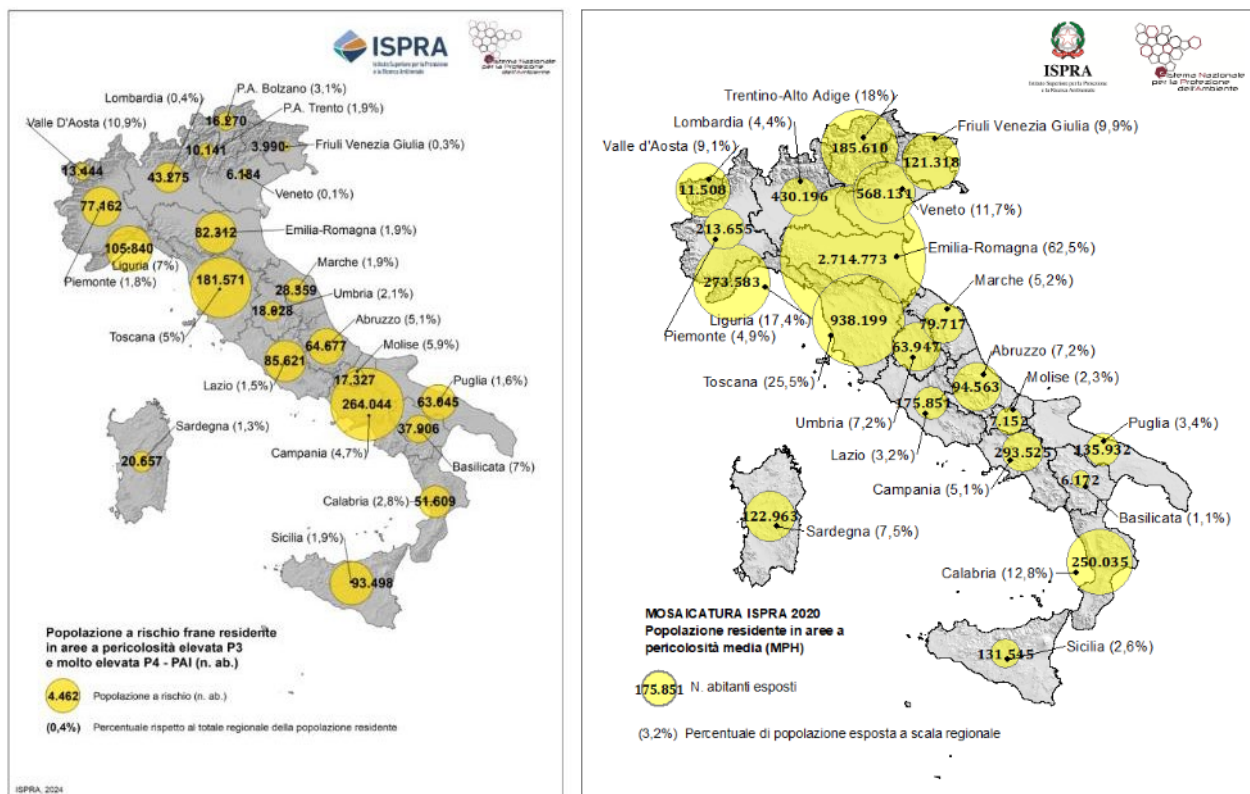 ISPRA
Istituto Superiore per la Protezione
e la Ricerca Ambientale
Sistema Nazionale
per la Protezione
dell'Ambiente
P.A. Bolzano (3,1%)
Lombardia (0,4%)
P.A. Trento (1,9%)
16.270
Valle D'Aosta (10,9%)
10.141
3.990
Friuli Venezia Giulia (0,3%)
13.444
43.275
6.184
Veneto (0,1%)
77.162
82.312
Emilia-Romagna (1,9%)
105.840
Liguria (7%)
Piemonte (1,8%)
Marche (1,9%)
181.571
28.359
Umbria (2,1%)
18.828
Toscana (5%)
Abruzzo (5,1%)
64.677
Molise (5,9%)
85.621
Lazio (1,5%)
17.327
Puglia (1,6%)
264.044
63.645
Sardegna (1,3%)
37.906
20.657
Campania (4,7%)
Basilicata (7%)
Calabria (2,8%)
51.609
Sicilia (1,9%)
93.498
Popolazione a rischio frane residente
in aree a pericolosità elevata P3
e molto elevata P4 - PAI (n. ab.)
4.462
Popolazione a rischio (n. ab.)
(0,4%) Percentuale rispetto al totale regionale della popolazione residente
ISPRA, 2024
ISPRA
Istituto Superiore per la Protezione
e la Ricerca Ambientale
Sistema Nazionale
per la Protezione
dell'Ambiente
Trentino-Alto Adige (18%)
Lombardia (4,4%)
Friuli Venezia Giulia (9,9%)
Valle d'Aosta (9,1%)
185.610
121.318
11.508
430.196
568.131
Veneto (11,7%)
213.655
Emilia-Romagna (62,5%)
2.714.773
273.583
Marche (5,2%)
Liguria (17,4%)
938.199
79.717
Piemonte (4,9%)
63.947
Abruzzo (7,2%)
Toscana (25,5%)
Molise (2,3%)
94.563
175.851
Puglia (3,4%)
Umbria (7,2%)
7.152
Lazio (3,2%)
293.525
135.932
Campania (5,1%)
6.172
Basilicata (1,1%)
122.963
Sardegna (7,5%)
250.035
Calabria (12,8%)
MOSAICATURA ISPRA 2020
Popolazione residente in aree a
pericolosità media (MPH)
Sicilia (2,6%)
131.545
175.851
N. abitanti esposti
(3,2%) Percentuale di popolazione esposta a scala regionale